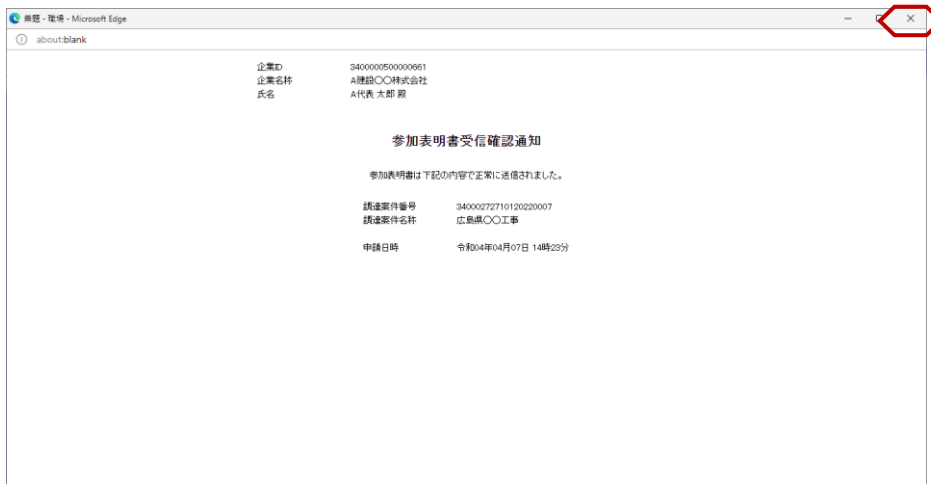 無題 - 職場 - Microsoft Edge
about:blank
企業ID 3400000500000661
企業名称 A建設〇〇株式会社
氏名 A代表 太郎 殿
参加表明書受信確認通知
参加表明書は下記の内容で正常に送信されました。
調達案件番号 34000272710120220007
調達案件名称 広島県〇〇工事
申請日時 令和04年04月07日 14時23分